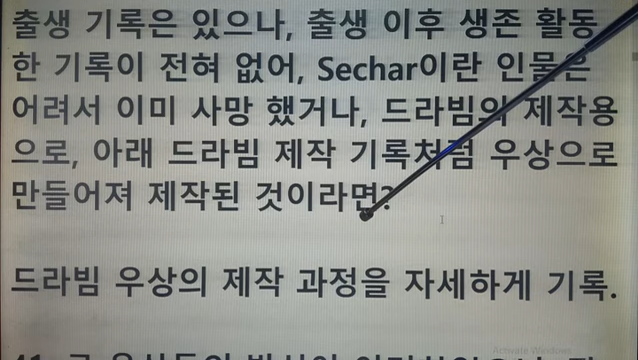 출생 기록은 있으나, 출생 이후 생존 활동
한 기록이 전혀 없어, Sechar이란 인물은
어려서 이미 사망 했거나, 드라빔의 제작용
으로, 아래 드라빔 제작 기록처럼 우상으로
만들어져 제작된 것이라면?
드라빔 우상의 제작 과정을 자세하게 기록.
Activate Windows